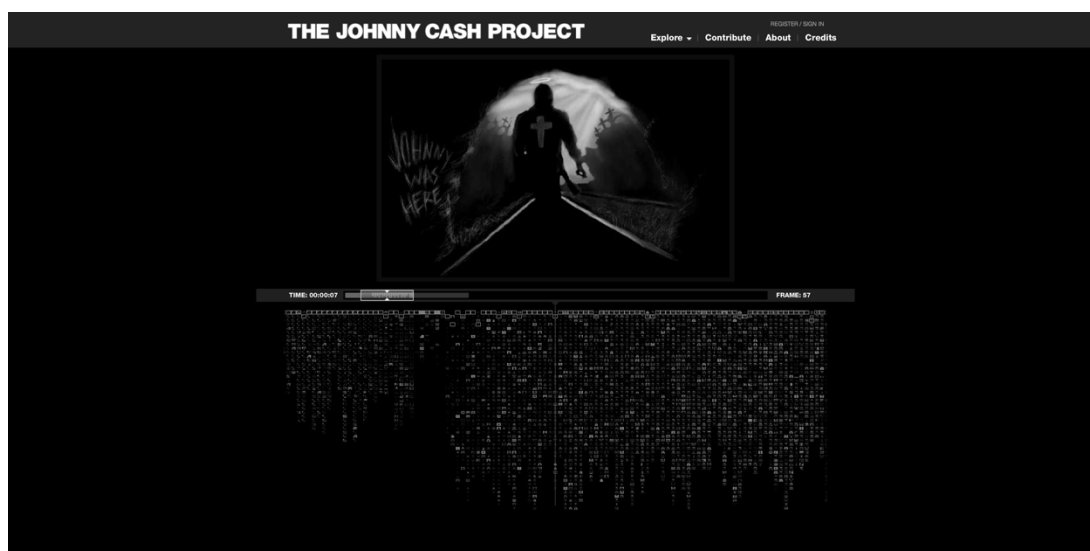 THE JOHNNY CASH PROJECT
REGISTER / SIGN IN
Explore
Contribute
About
Credits
JOHNNY
WAS
HERE
TIME: 00:00:07
FRAME: 57